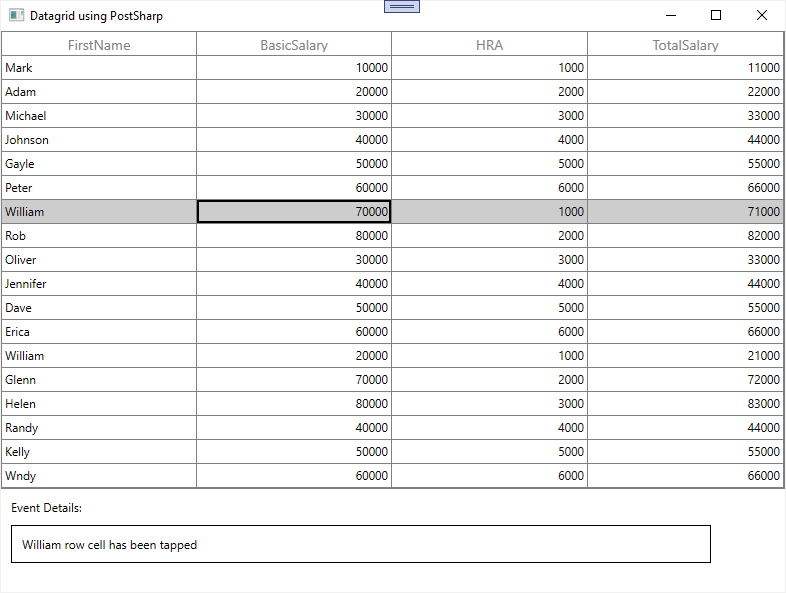 Datagrid using PostSharp
FirstName BasicSalary HRA TotalSalary
Mark 10000 1000 11000
Adam 20000 2000 22000
Michael 30000 3000 33000
Johnson 40000 4000 44000
Gayle 50000 5000 55000
Peter 60000 6000 66000
William 70000 1000 71000
Rob 80000 2000 82000
Oliver 30000 3000 33000
Jennifer 40000 4000 44000
Dave 50000 5000 55000
Erica 60000 6000 66000
William 20000 1000 21000
Glenn 70000 2000 72000
Helen 80000 3000 83000
Randy 40000 4000 44000
Kelly 50000 5000 55000
Wndy 60000 6000 66000
Event Details:
William row cell has been tapped